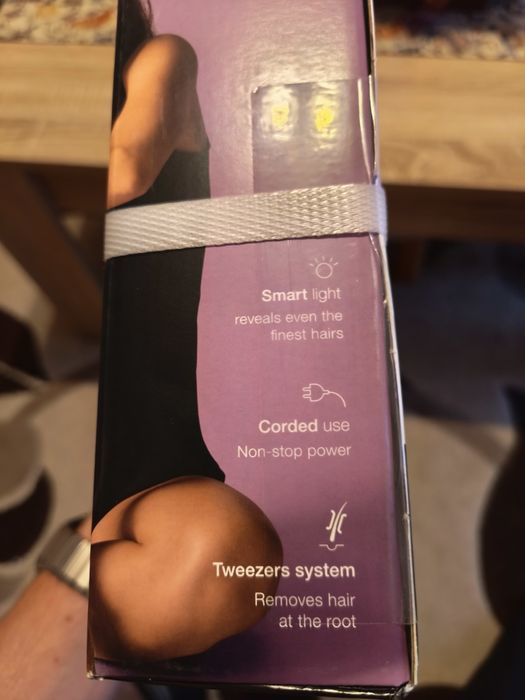 Smart light
reveals even the
finest hairs
Corded use
Non-stop power
Tweezers system
Removes hair
at the root